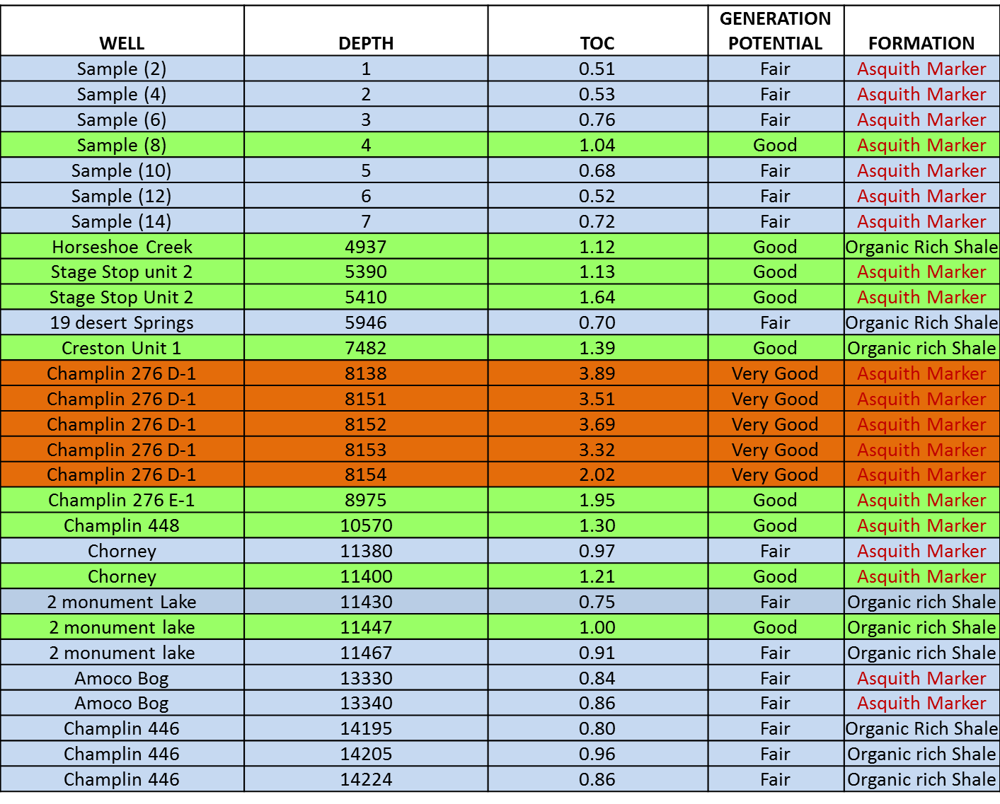 WELL DEPTH TOC GENERATION POTENTIAL FORMATION
Sample (2) 1 0.51 Fair Asquith Marker
Sample (4) 2 0.53 Fair Asquith Marker
Sample (6) 3 0.76 Fair Asquith Marker
Sample (8) 4 1.04 Good Asquith Marker
Sample (10) 5 0.68 Fair Asquith Marker
Sample (12) 6 0.52 Fair Asquith Marker
Sample (14) 7 0.72 Fair Asquith Marker
Horseshoe Creek 4937 1.12 Good Organic Rich Shale
Stage Stop unit 2 5390 1.13 Good Asquith Marker
Stage Stop Unit 2 5410 1.64 Good Asquith Marker
19 desert Springs 5946 0.70 Fair Organic Rich Shale
Creston Unit 1 7482 1.39 Good Organic rich Shale
Champlin 276 D-1 8138 3.89 Very Good Asquith Marker
Champlin 276 D-1 8151 3.51 Very Good Asquith Marker
Champlin 276 D-1 8152 3.69 Very Good Asquith Marker
Champlin 276 D-1 8153 3.32 Very Good Asquith Marker
Champlin 276 D-1 8154 2.02 Very Good Asquith Marker
Champlin 276 E-1 8975 1.95 Good Asquith Marker
Champlin 448 10570 1.30 Good Asquith Marker
Chorney 11380 0.97 Fair Asquith Marker
Chorney 11400 1.21 Good Asquith Marker
2 monument Lake 11430 0.75 Fair Organic rich Shale
2 monument lake 11447 1.00 Good Organic rich Shale
2 monument lake 11467 0.91 Fair Organic rich Shale
Amoco Bog 13330 0.84 Fair Asquith Marker
Amoco Bog 13340 0.86 Fair Asquith Marker
Champlin 446 14195 0.80 Fair Organic Rich Shale
Champlin 446 14205 0.96 Fair Organic rich Shale
Champlin 446 14224 0.86 Fair Organic rich Shale